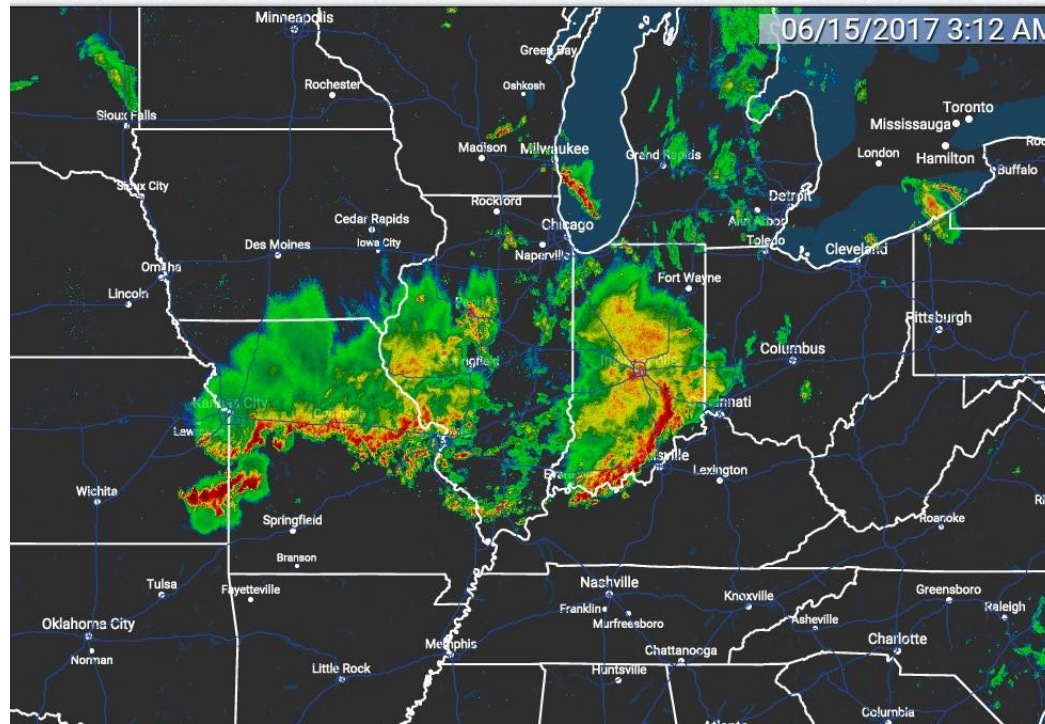 Minneapolis
06/15/2017 3:12 AM
Green Bay
Rochester
Oshkosh
Sioux Falls
Toronto
Mississauga
Madison
Milwaukee
Grand Rapids
London
Hamilton
Buffalo
Sioux City
Rockford
Detroit
Ann Arbor
Cedar Rapids
Chicago
Des Moines
Iowa City
Naperville
Toledo
Cleveland
Omaha
Fort Wayne
Lincoln
Pittsburgh
Columbus
Kansas City
Wichita
Lexington
Springfield
Roanoke
Branson
Tulsa
Fayetteville
Nashville
Knoxville
Greensboro
Franklin
Murfreesboro
Raleigh
Oklahoma City
Asheville
Norman
Memphis
Charlotte
Little Rock
Chattanooga
Huntsville
Columbia